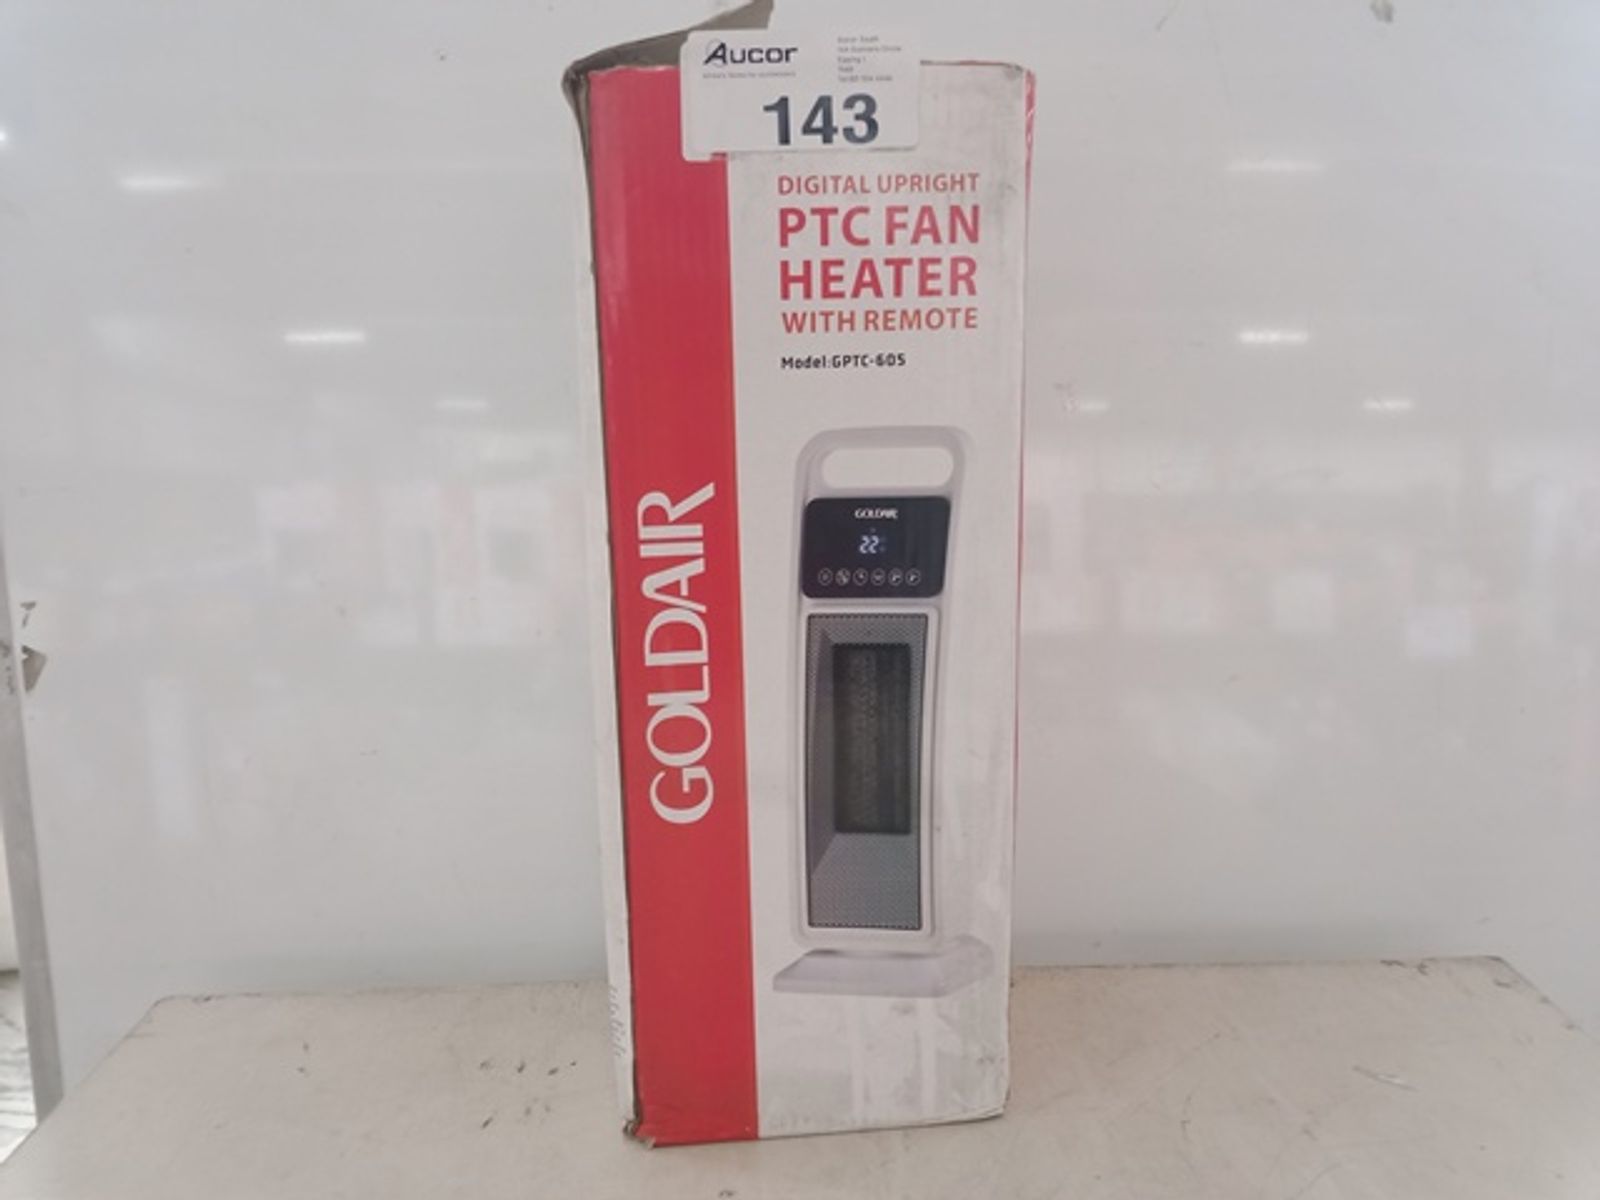 Aucor
143
DIGITAL UPRIGHT
PTC FAN
HEATER
WITH REMOTE
Model:GPTC-605
GOLDAIR
GOLDAIR
22